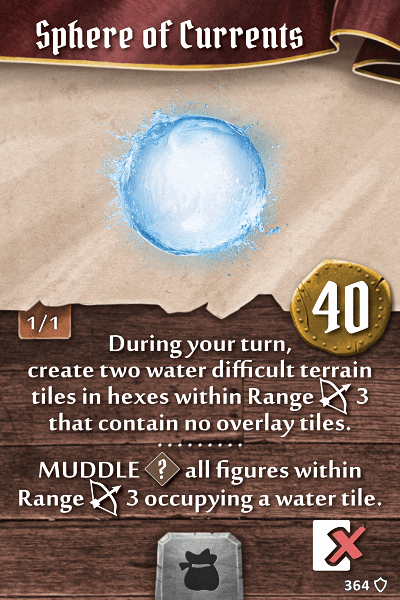 Sphere of Currents
1/1
40
During your turn,
create two water difficult terrain
tiles in hexes within Range 3
that contain no overlay tiles.
MUDDLE ? all figures within
Range 3 occupying a water tile.
364